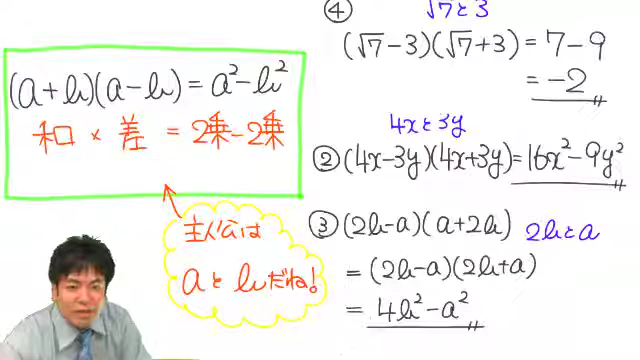 (a+b)(a-b)=a²-b²
和 × 差 = 2乗-2乗
主人公は
aとbだね!
④ √7と3
(√7-3)(√7+3)=7-9
=-2
4xと3y
②(4x-3y)(4x+3y)=16x²-9y²
③(2b-a)(a+2b) 2bとa
=(2b-a)(2b+a)
=4b²-a²